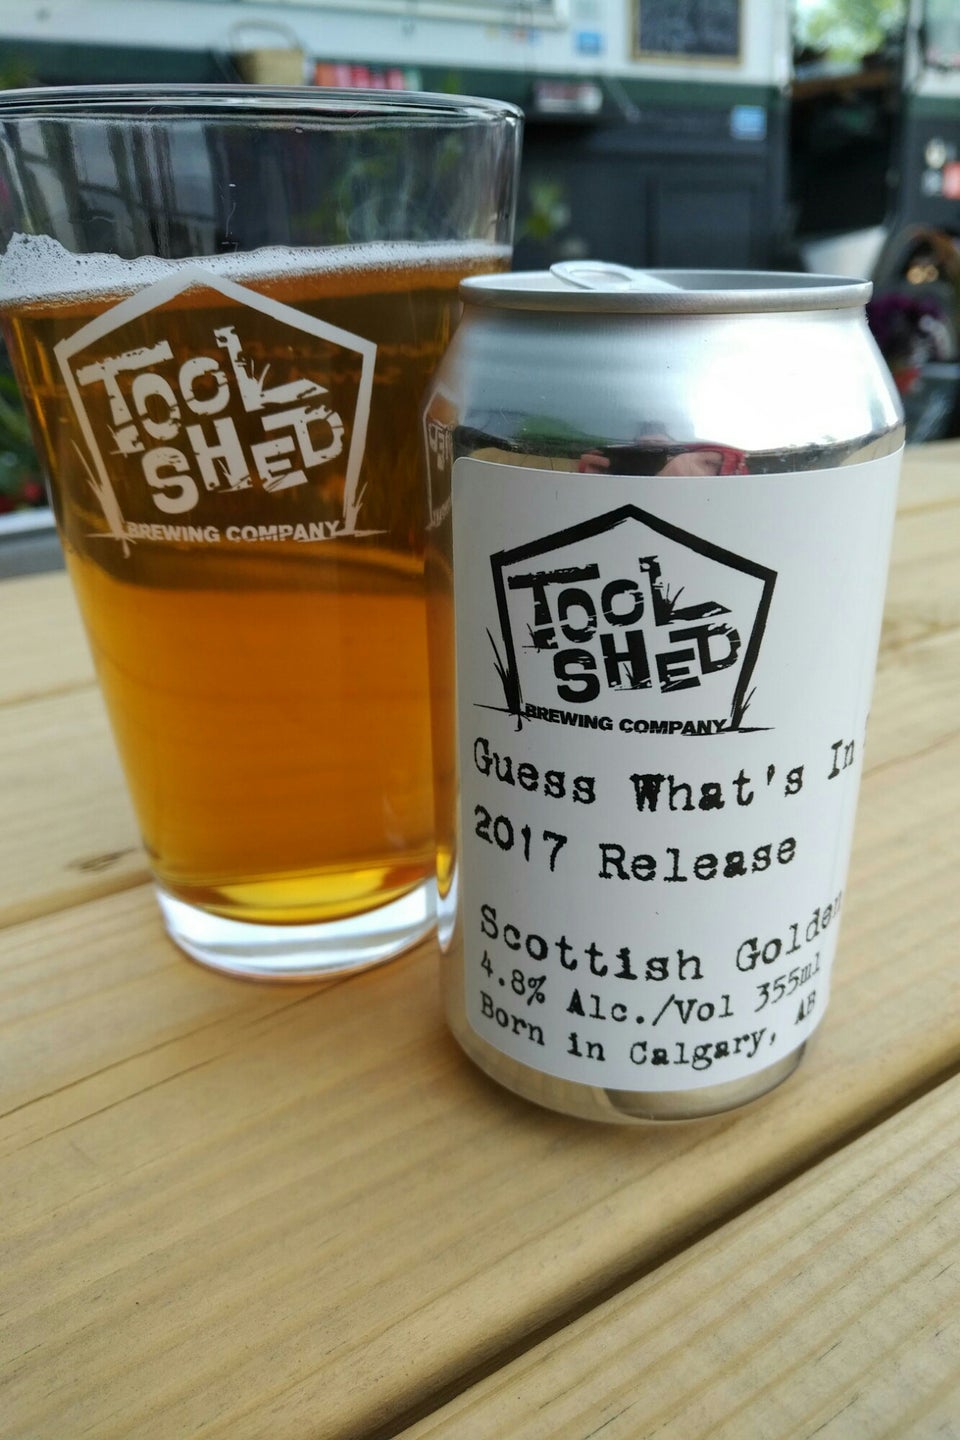 TOOL
SHED
BREWING COMPANY
TOOL
SHED
BREWING COMPANY
Guess What's In
2017 Release
Scottish Golden
4.8% Alc./Vol 355ml
Born in Calgary, AB